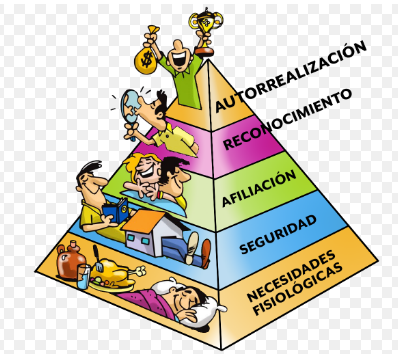 $
AUTORREALIZACIÓN
RECONOCIMIENTO
AFILIACIÓN
SEGURIDAD
NECESIDADES
FISIOLÓGICAS